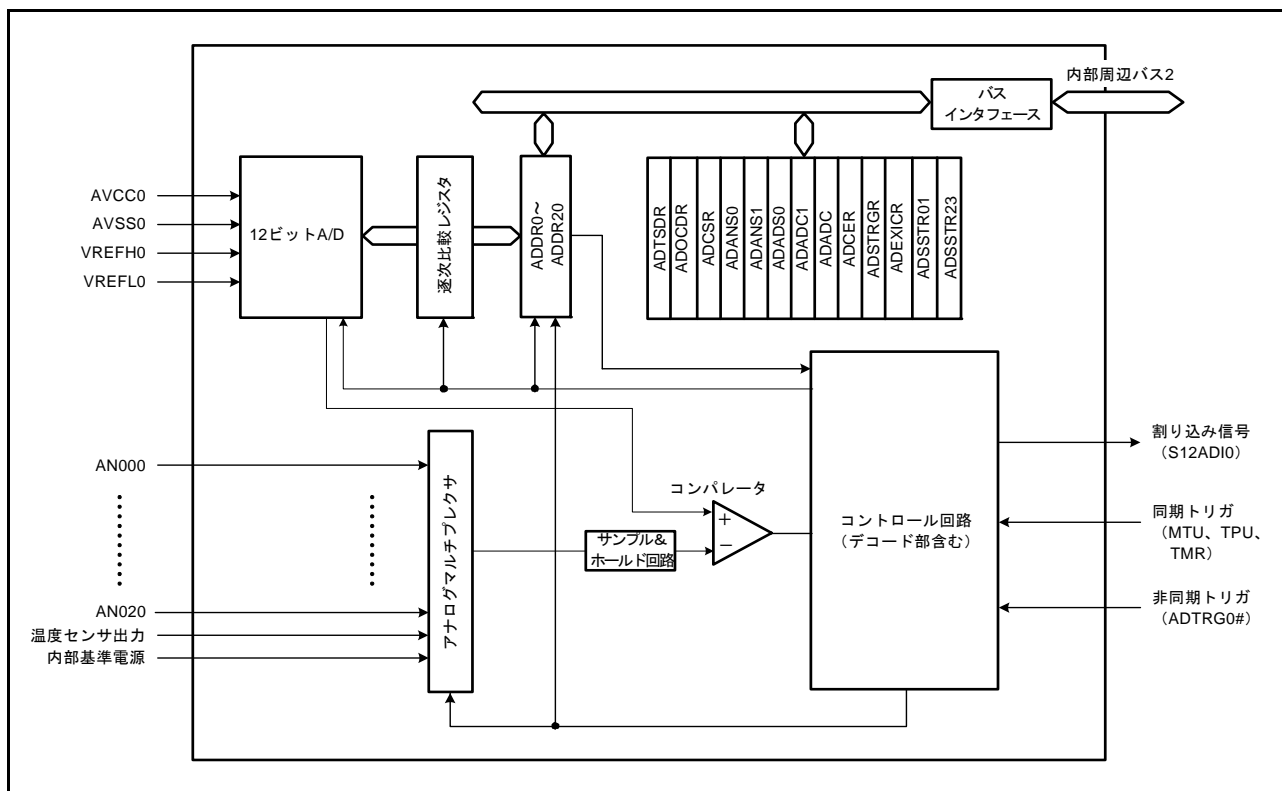 内部周辺バス2
バス
インタフェース
AVCC0
AVSS0
VREFH0
VREFL0
12ビットA/D
逐次比較レジスタ
ADDR0~
ADDR20
ADTSDR
ADOCDR
ADCSR
ADANS0
ADANS1
ADADS0
ADADC1
ADADC
ADCER
ADSTRGR
ADEXICR
ADSSTR01
ADSSTR23
AN000
AN020
温度センサ出力
内部基準電源
アナログマルチプレクサ
サンプル&
ホールド回路
コンパレータ
+
−
コントロール回路
(デコード部含む)
割り込み信号
(S12ADI0)
同期トリガ
(MTU、TPU、
TMR)
非同期トリガ
(ADTRG0#)